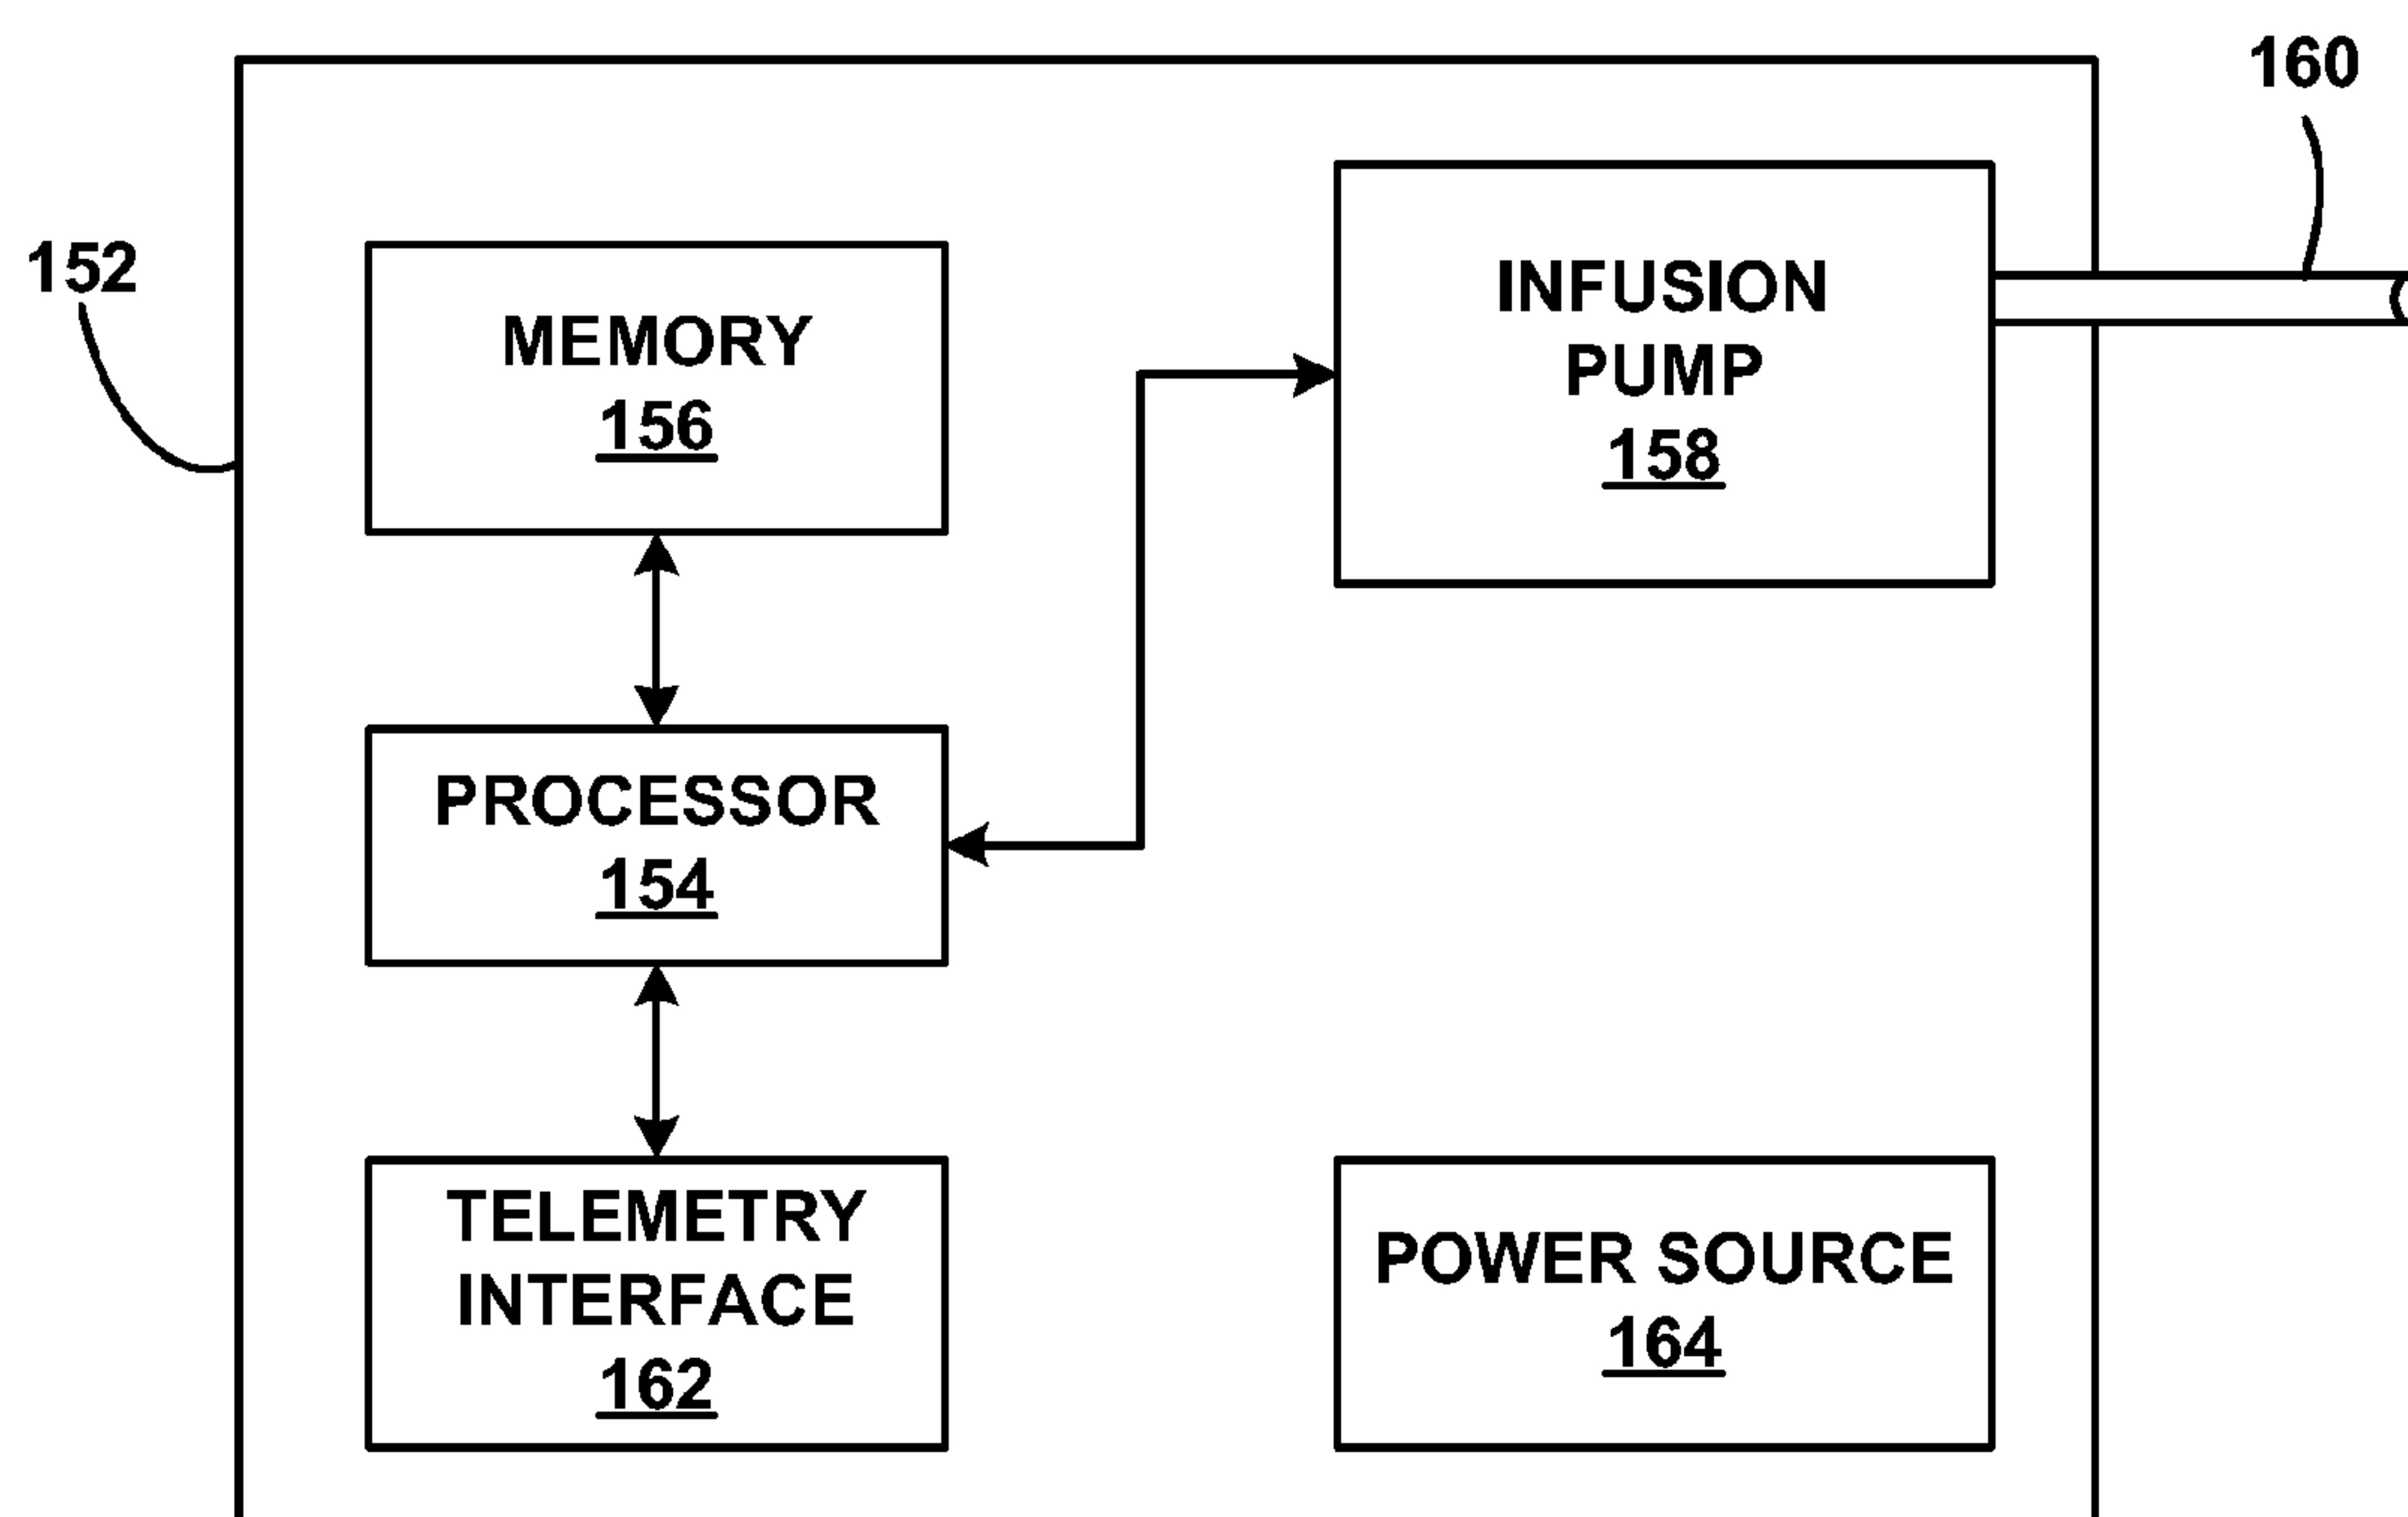 160
152
MEMORY
156
INFUSION
PUMP
158
PROCESSOR
154
TELEMETRY
INTERFACE
162
POWER SOURCE
164